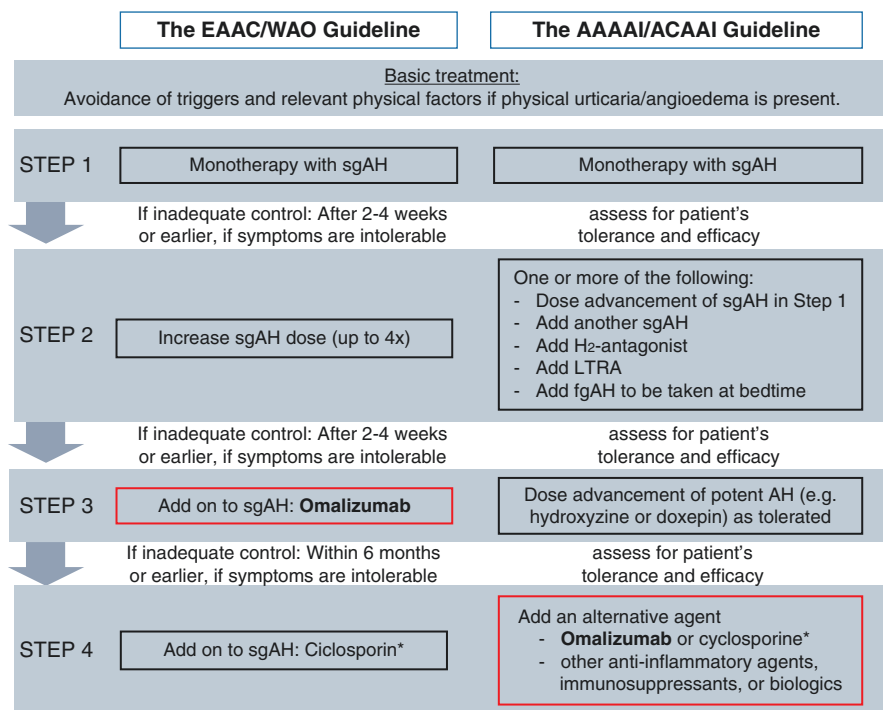 The EAAC/WAO Guideline
The AAAAI/ACAAI Guideline
Basic treatment:
Avoidance of triggers and relevant physical factors if physical urticaria/angioedema is present.
STEP 1
Monotherapy with sgAH
Monotherapy with sgAH
If inadequate control: After 2-4 weeks
or earlier, if symptoms are intolerable
assess for patient's
tolerance and efficacy
STEP 2
Increase sgAH dose (up to 4x)
One or more of the following:
- Dose advancement of sgAH in Step 1
- Add another sgAH
- Add H2-antagonist
- Add LTRA
- Add fgAH to be taken at bedtime
If inadequate control: After 2-4 weeks
or earlier, if symptoms are intolerable
assess for patient's
tolerance and efficacy
STEP 3
Add on to sgAH: Omalizumab
Dose advancement of potent AH (e.g.
hydroxyzine or doxepin) as tolerated
If inadequate control: Within 6 months
or earlier, if symptoms are intolerable
assess for patient's
tolerance and efficacy
STEP 4
Add on to sgAH: Ciclosporin*
Add an alternative agent
- Omalizumab or cyclosporine*
- other anti-inflammatory agents,
immunosuppressants, or biologics